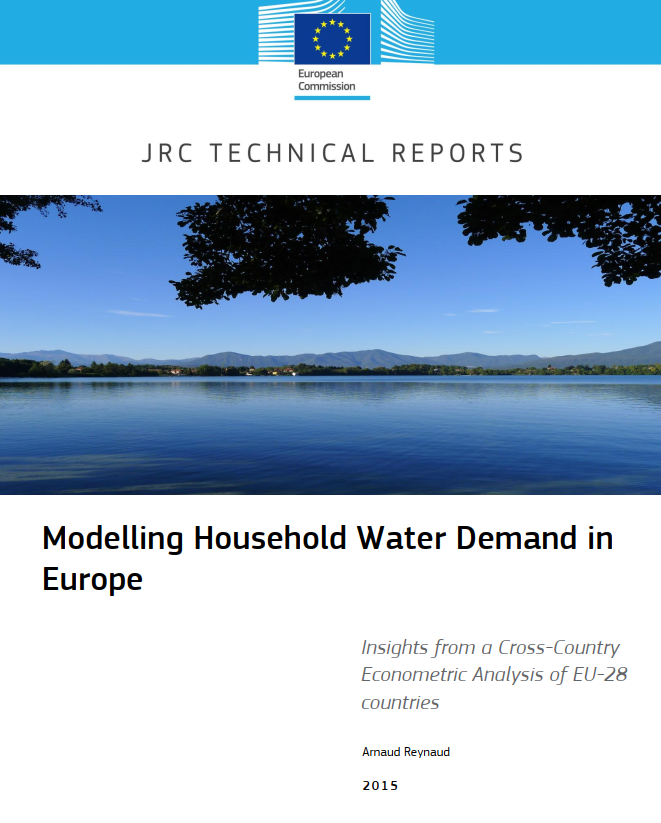 European
Commission
JRC TECHNICAL REPORTS
Modelling Household Water Demand in
Europe
Insights from a Cross-Country
Econometric Analysis of EU-28
countries
Arnaud Reynaud
2015